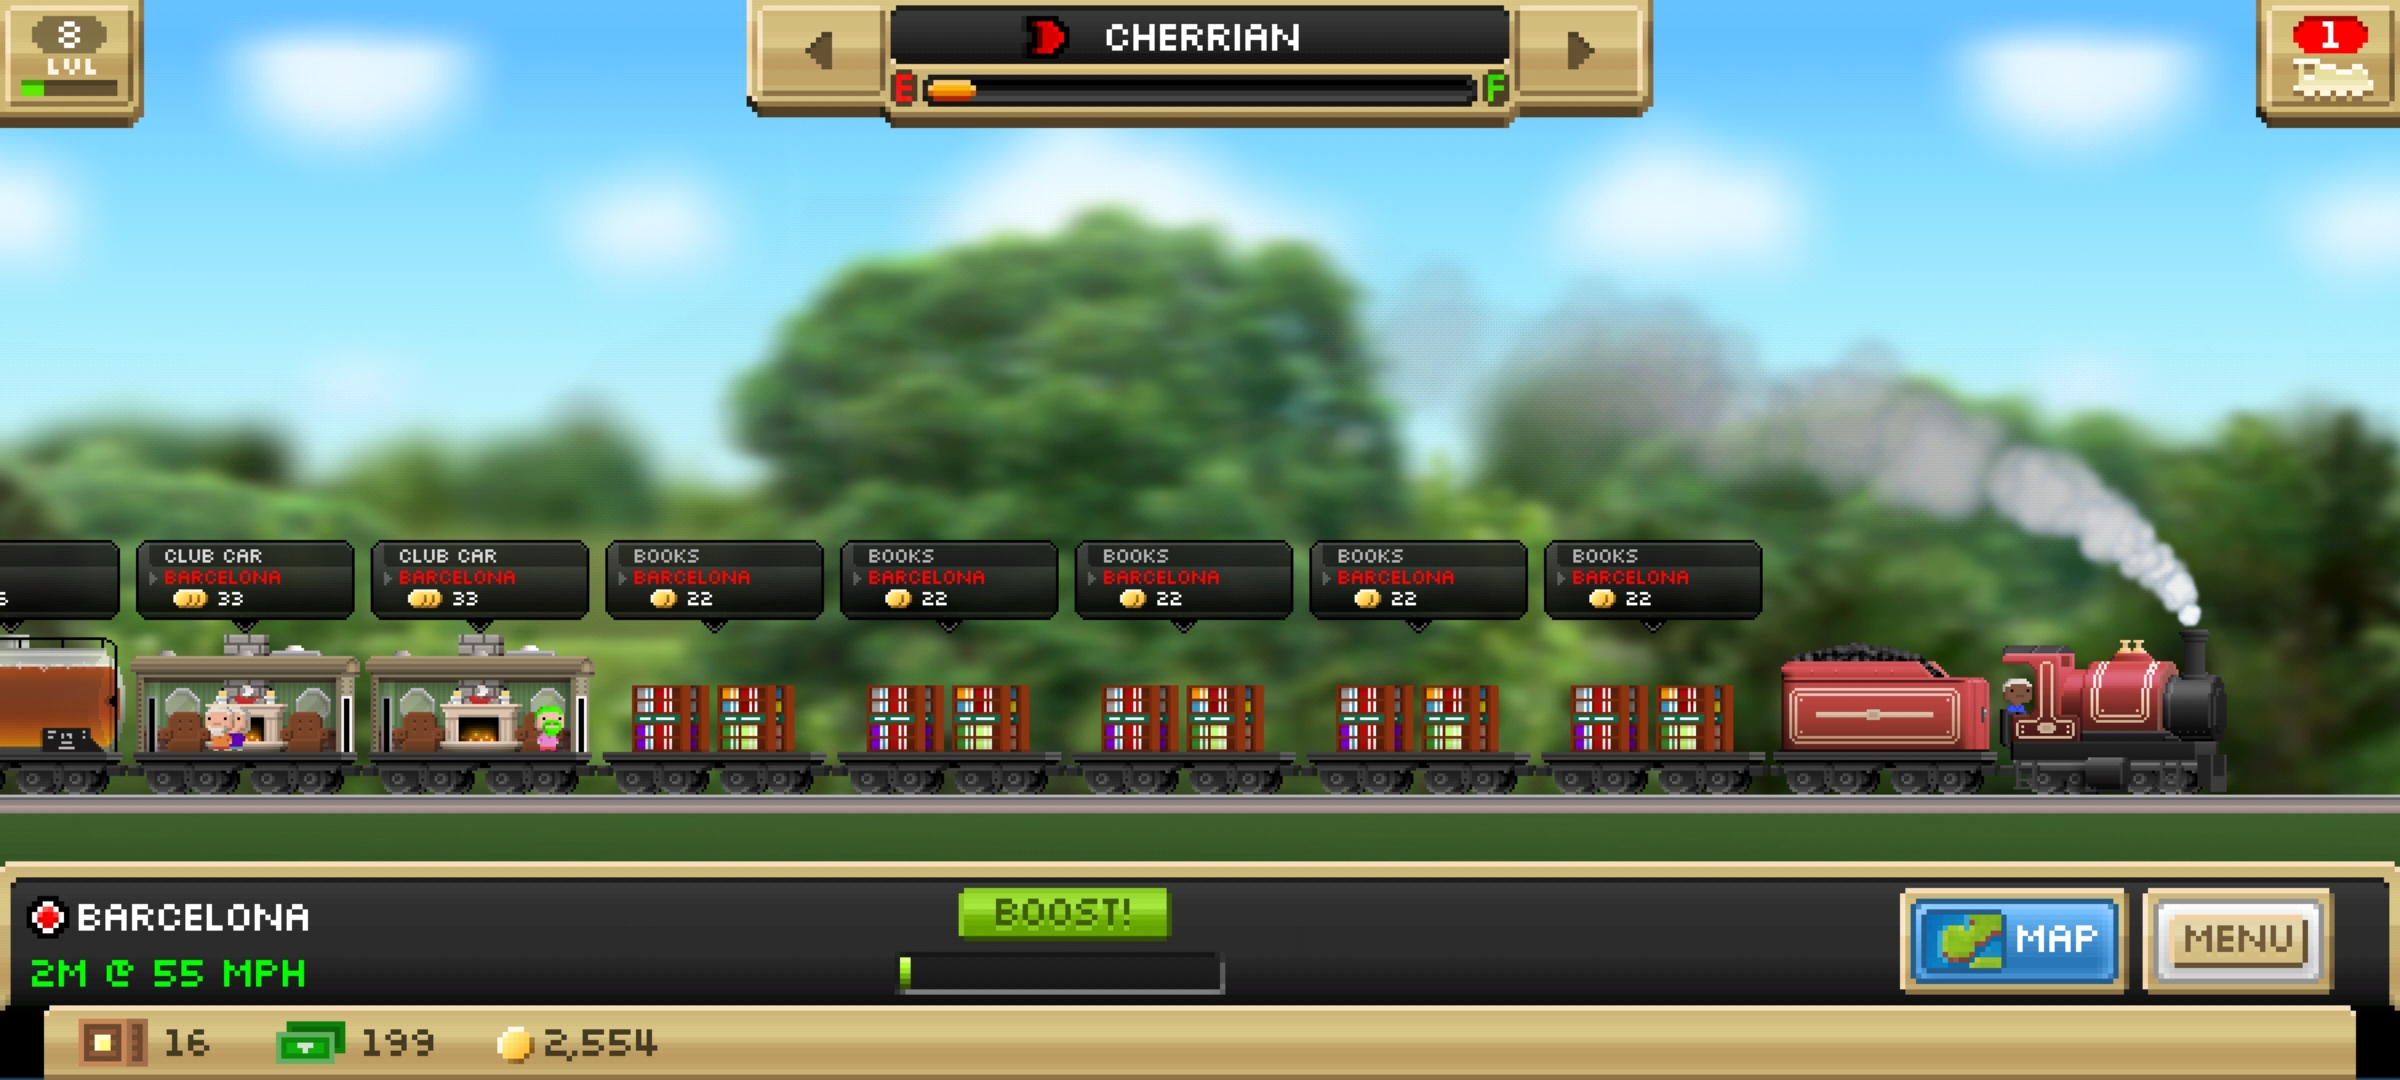 8
LVL
CHERRIAN
E F
1
CLUB CAR
BARCELONA
33
CLUB CAR
BARCELONA
33
BOOKS
BARCELONA
22
BOOKS
BARCELONA
22
BOOKS
BARCELONA
22
BOOKS
BARCELONA
22
BOOKS
BARCELONA
22
BARCELONA
2M @ 55 MPH
BOOST!
MAP
MENU
16
199
2,554